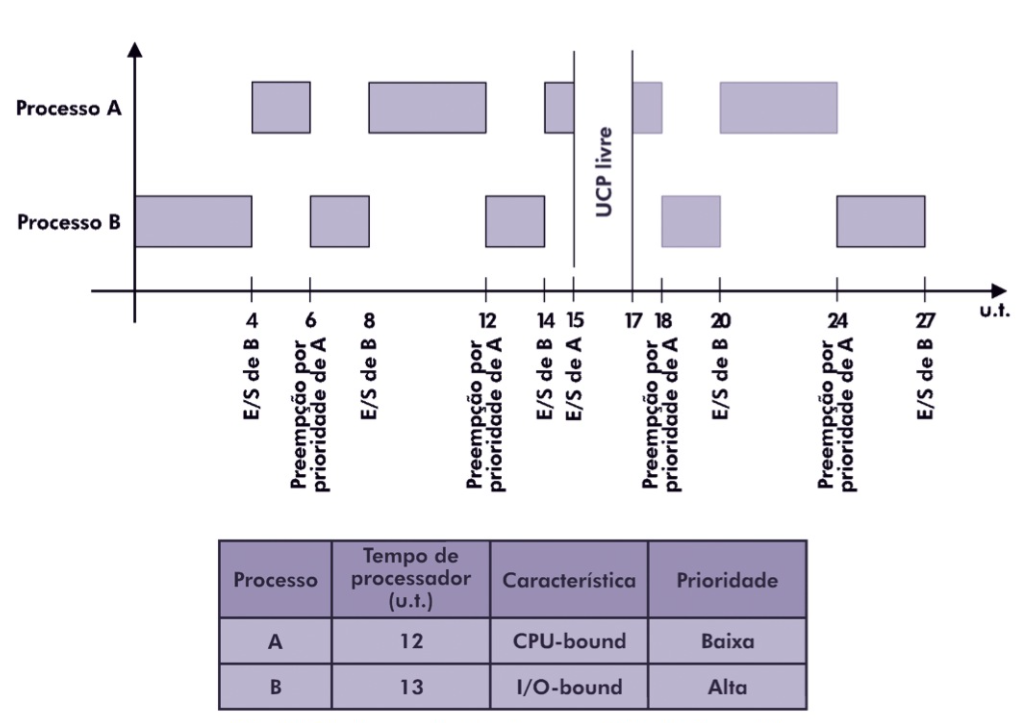 Processo A
Processo B
UCP livre
4
6
8
12
14
15
17
18
20
24
27
u.t.
E/S de B
Preempção por
prioridade de A
E/S de B
Preempção por
prioridade de A
E/S de B
E/S de A
Preempção por
prioridade de A
E/S de B
Preempção por
prioridade de A
E/S de B
Processo
Tempo de
processador
(u.t.)
Característica
Prioridade
A
12
CPU-bound
Baixa
B
13
I/O-bound
Alta